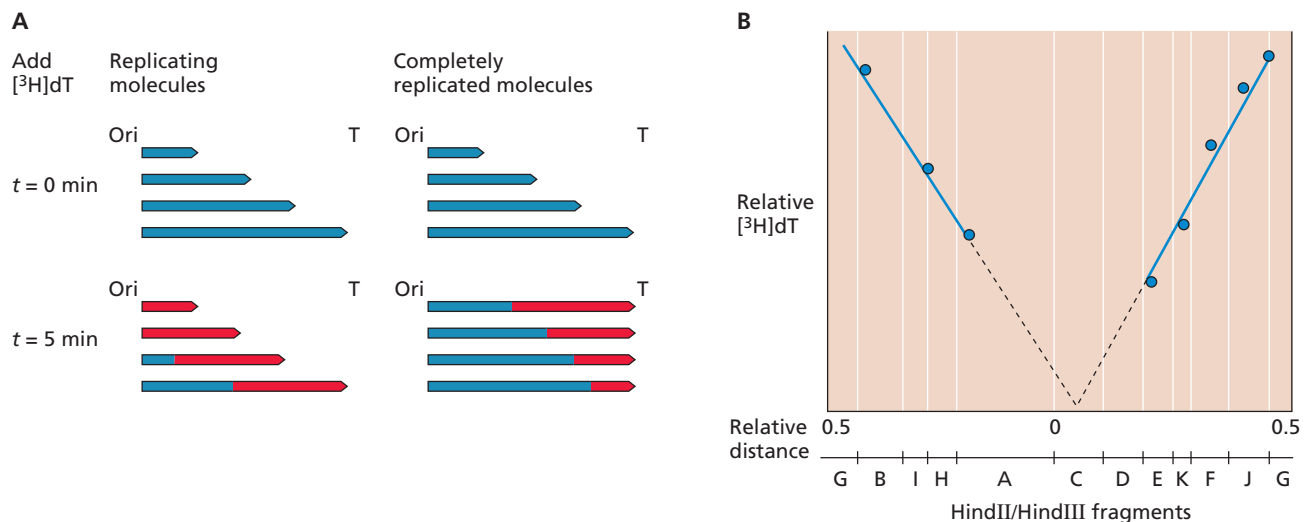 A
Add
[³H]dT
Replicating
molecules
Completely
replicated molecules
Ori T
Ori T
t = 0 min
Ori T
Ori T
t = 5 min
B
Relative
[³H]dT
Relative
distance
0.5 0 0.5
G B I H A C D E K F J G
HindII/HindIII fragments